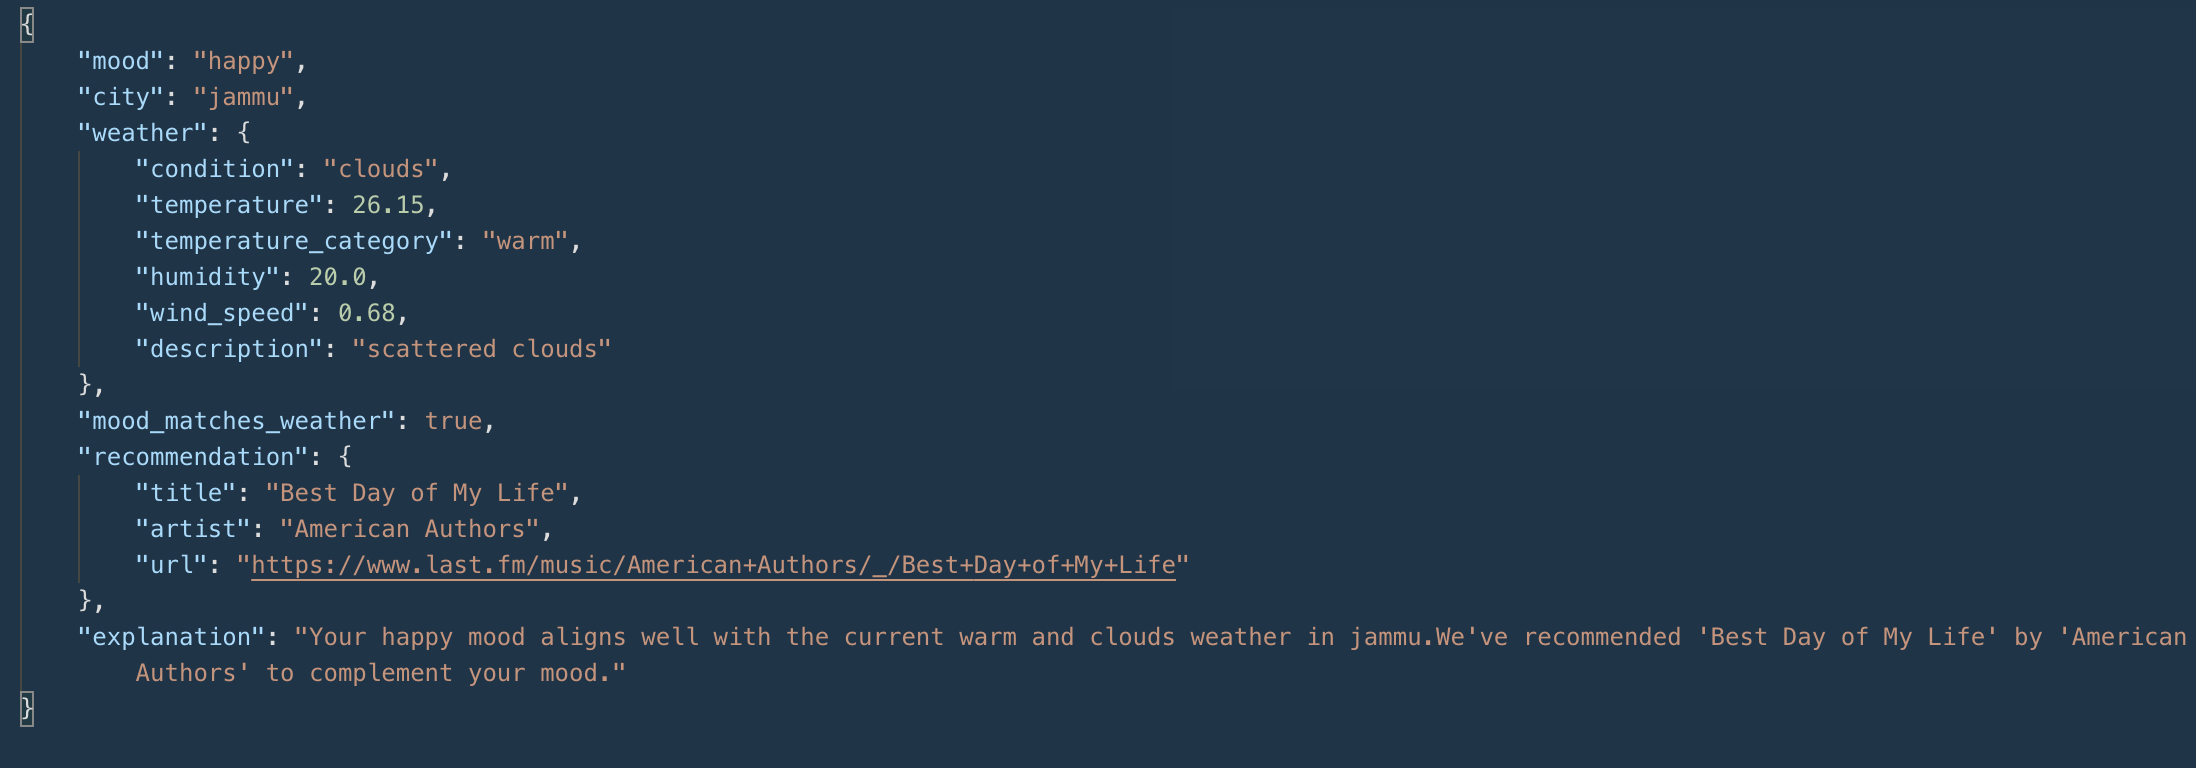 {
    "mood": "happy",
    "city": "jammu",
    "weather": {
        "condition": "clouds",
        "temperature": 26.15,
        "temperature_category": "warm",
        "humidity": 20.0,
        "wind_speed": 0.68,
        "description": "scattered clouds"
    },
    "mood_matches_weather": true,
    "recommendation": {
        "title": "Best Day of My Life",
        "artist": "American Authors",
        "url": "https://www.last.fm/music/American+Authors/_/Best+Day+of+My+Life"
    },
    "explanation": "Your happy mood aligns well with the current warm and clouds weather in jammu.We've recommended 'Best Day of My Life' by 'American
        Authors' to complement your mood."
}